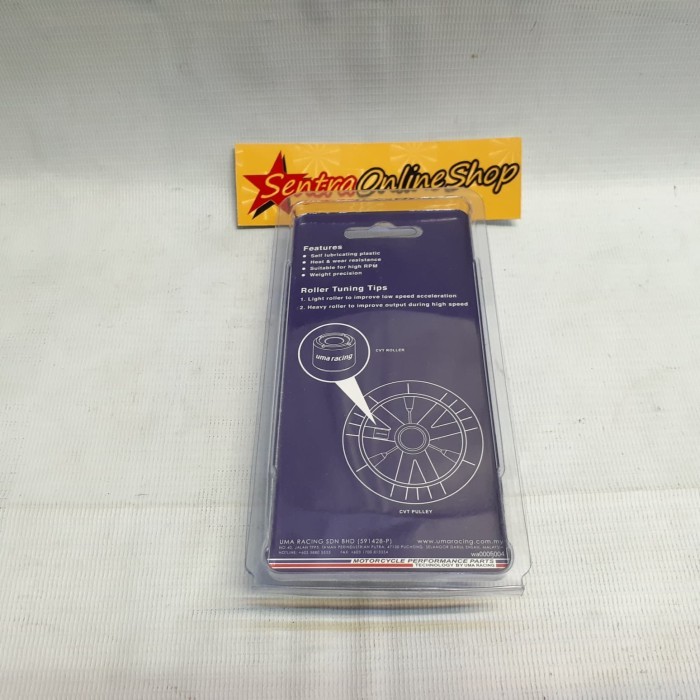 SentraOnlineShop
Features
• Self lubricating plastic
• Heat & wear resistance
• Suitable for high RPM
• Weight precision
Roller Tuning Tips
1. Light roller to improve low speed acceleration
2. Heavy roller to improve output during high speed
uma racing
CVT ROLLER
CVT PULLEY
UMA RACING SDN BHD (591428-P)
www.umaracing.com.my
wa0005004
MOTORCYCLE PERFORMANCE PARTS
TECHNOLOGY BY UMA RACING